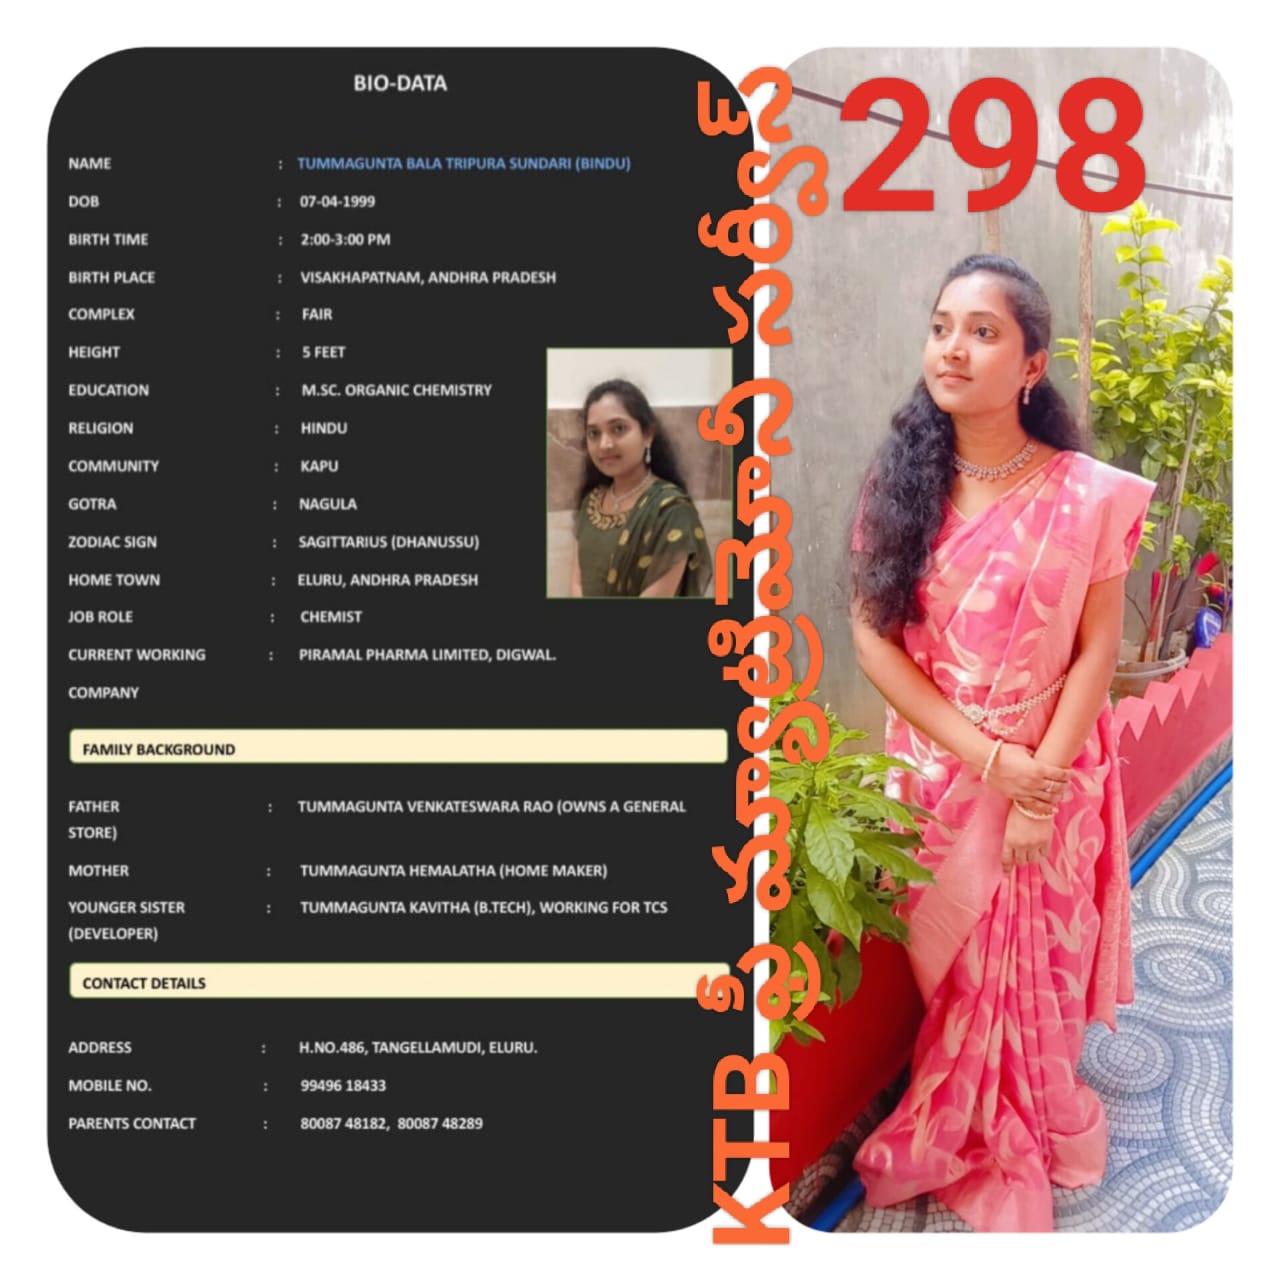 BIO-DATA
NAME : TUMMAGUNTA BALA TRIPURA SUNDARI (BINDU)
DOB : 07-04-1999
BIRTH TIME : 2:00-3:00 PM
BIRTH PLACE : VISAKHAPATNAM, ANDHRA PRADESH
COMPLEX : FAIR
HEIGHT : 5 FEET
EDUCATION : M.SC. ORGANIC CHEMISTRY
RELIGION : HINDU
COMMUNITY : KAPU
GOTRA : NAGULA
ZODIAC SIGN : SAGITTARIUS (DHANUSSU)
HOME TOWN : ELURU, ANDHRA PRADESH
JOB ROLE : CHEMIST
CURRENT WORKING : PIRAMAL PHARMA LIMITED, DIGWAL.
COMPANY
FAMILY BACKGROUND
FATHER : TUMMAGUNTA VENKATESWARA RAO (OWNS A GENERAL
STORE)
MOTHER : TUMMAGUNTA HEMALATHA (HOME MAKER)
YOUNGER SISTER : TUMMAGUNTA KAVITHA (B.TECH), WORKING FOR TCS
(DEVELOPER)
CONTACT DETAILS
ADDRESS : H.NO.486, TANGELLAMUDI, ELURU.
MOBILE NO. : 99496 18433
PARENTS CONTACT : 80087 48182, 80087 48289
KTB ఫ్రీ మ్యాట్రిమోనీ సర్వీస్
298